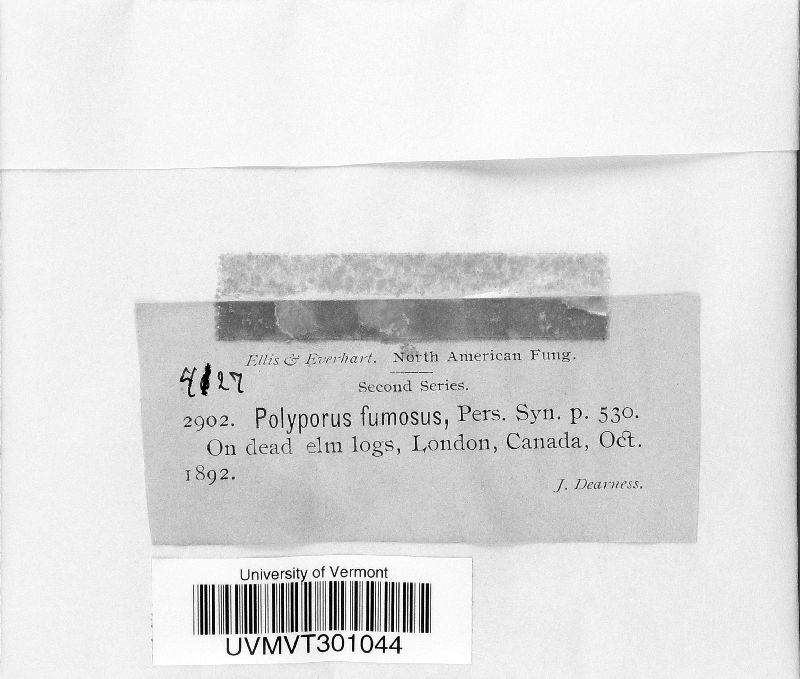 Ellis & Everhart. North American Fung.
Second Series.
2902. Polyporus fumosus, Pers. Syn. p. 530.
On dead elm logs, London, Canada, Oct.
1892.
J. Dearness.
University of Vermont
UVMVT301044